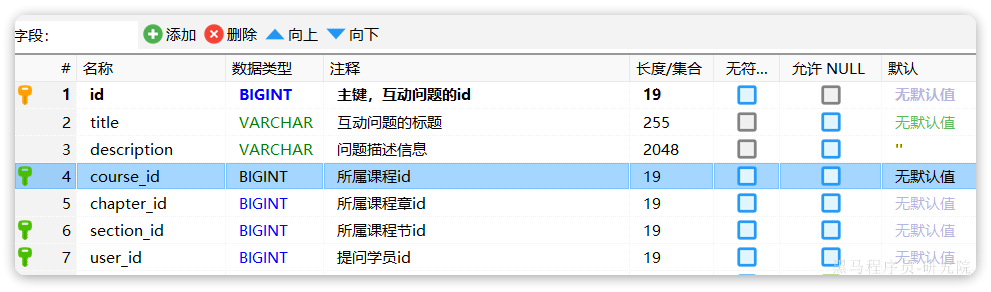 字段： 添加 删除 向上 向下
# 名称 数据类型 注释 长度/集合 无符... 允许 NULL 默认
1 id BIGINT 主键，互动问题的id 19 无默认值
2 title VARCHAR 互动问题的标题 255 无默认值
3 description VARCHAR 问题描述信息 2048 ''
4 course_id BIGINT 所属课程id 19 无默认值
5 chapter_id BIGINT 所属课程章id 19 无默认值
6 section_id BIGINT 所属课程节id 19 无默认值
7 user_id BIGINT 提问学员id 19 无默认值
黑马程序员-研究院